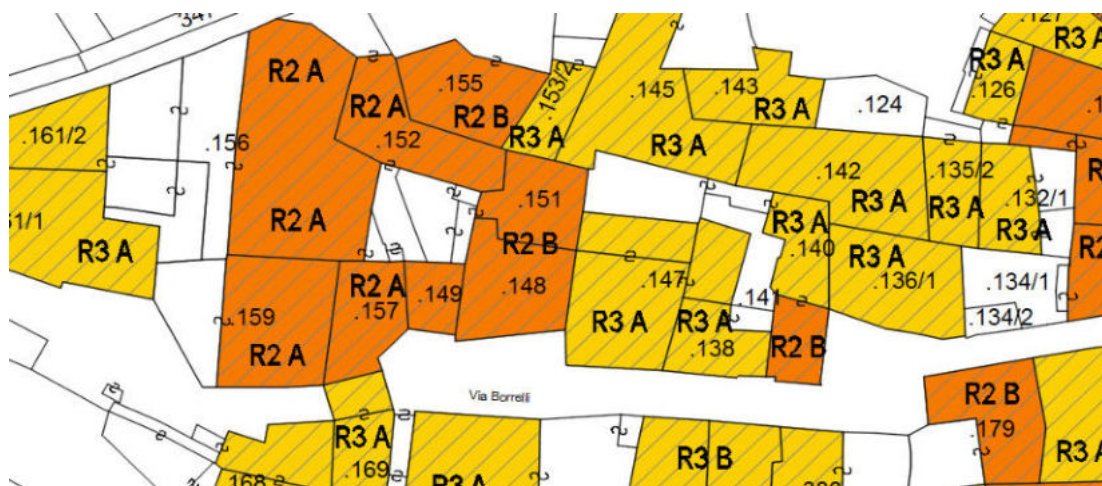 341
.127
R3 A
R2 A
.155
R3 A
.153/2
.145
.143
R2 A
R2 B
R3 A
.126
.124
.161/2
.156
.152
R3 A
R3 A
.142
.135/2
.151
R3 A
R3 A
.132/1
R2 A
R3 A
R3 A
R2 B
.140
R3 A
R3 A
R2 A
.149
.148
.147
.141
.136/1
.134/1
.159
.157
R3 A
R3 A
.134/2
R2 A
.138
R2 B
Via Borrelli
R2 B
.179
R3 A
R3 A
.169
R3 B
.168
R3 A